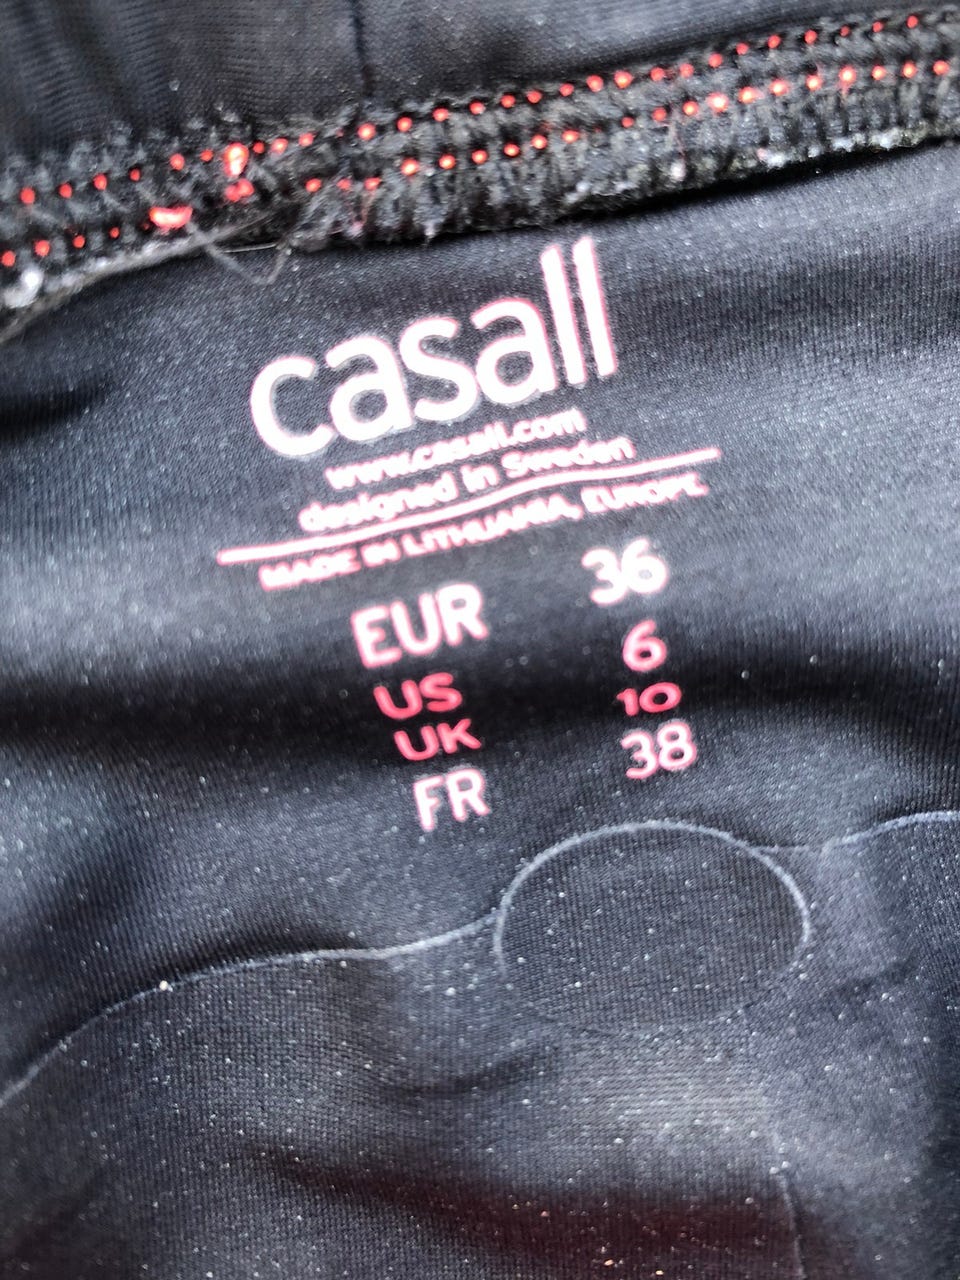 casall
www.casall.com
designed in Sweden
MADE IN LITHUANIA, EUROPE
EUR 36
US 6
UK 10
FR 38